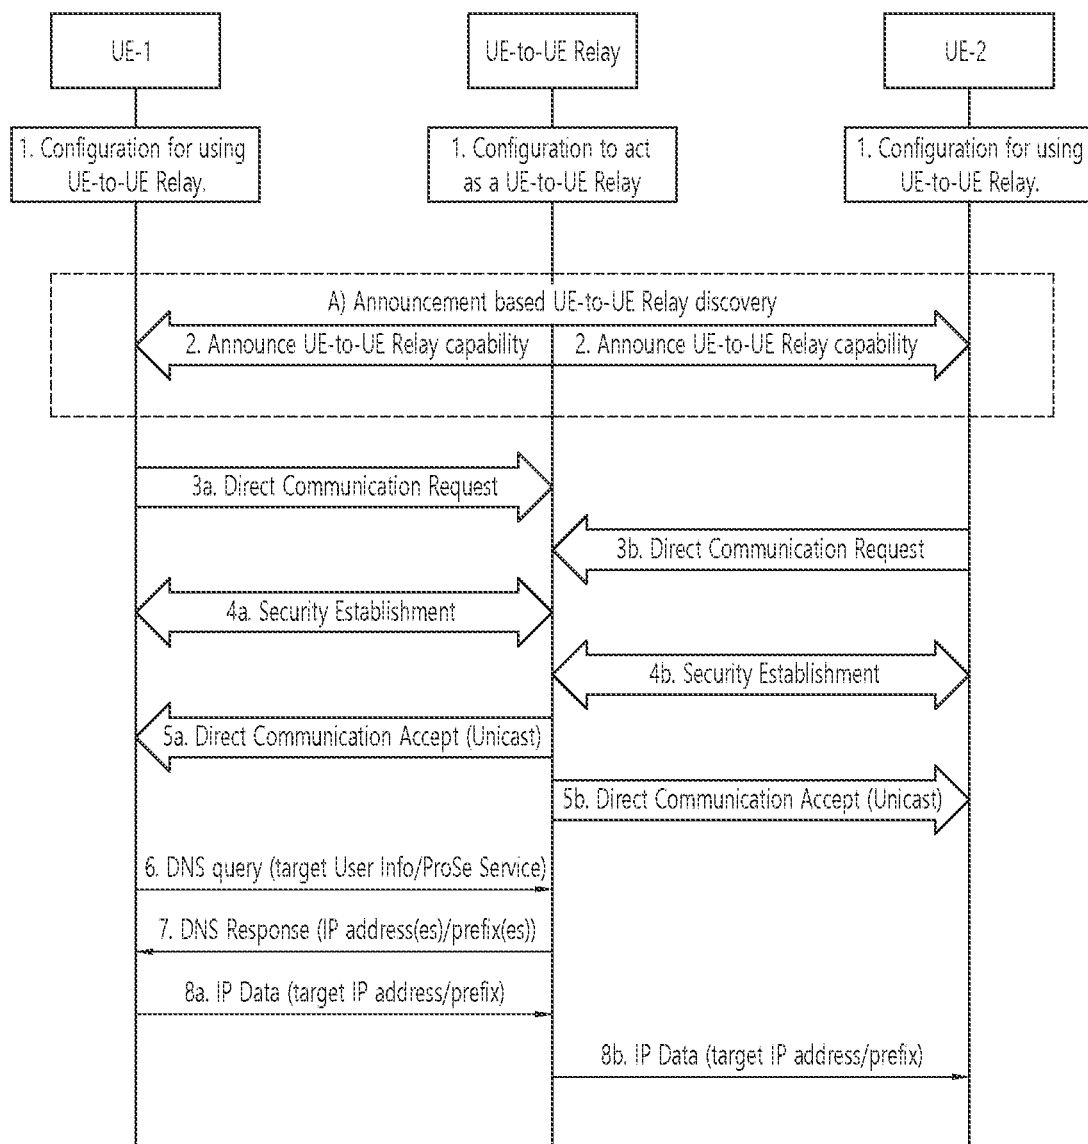 UE-1
UE-to-UE Relay
UE-2
1. Configuration for using
UE-to-UE Relay.
1. Configuration to act
as a UE-to-UE Relay
1. Configuration for using
UE-to-UE Relay.
A) Announcement based UE-to-UE Relay discovery
2. Announce UE-to-UE Relay capability
2. Announce UE-to-UE Relay capability
3a. Direct Communication Request
3b. Direct Communication Request
4a. Security Establishment
4b. Security Establishment
5a. Direct Communication Accept (Unicast)
5b. Direct Communication Accept (Unicast)
6. DNS query (target User Info/ProSe Service)
7. DNS Response (IP address(es)/prefix(es))
8a. IP Data (target IP address/prefix)
8b. IP Data (target IP address/prefix)